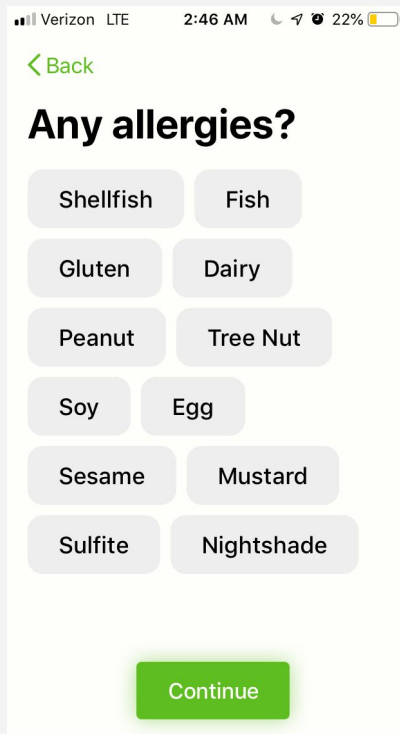 Verizon LTE 2:46 AM 22%
Back
Any allergies?
Shellfish Fish
Gluten Dairy
Peanut Tree Nut
Soy Egg
Sesame Mustard
Sulfite Nightshade
Continue